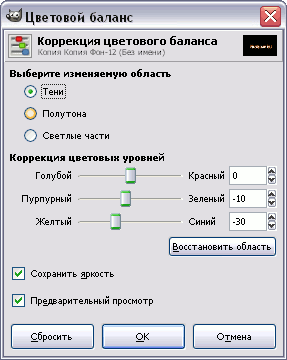 Цветовой баланс
Коррекция цветового баланса
Копия Копия Фон-12 (Без имени)
Выберите изменяемую область
Тени
Полутона
Светлые части
Коррекция цветовых уровней
Голубой Красный 0
Пурпурный Зеленый -10
Желтый Синий -30
Восстановить область
Сохранить яркость
Предварительный просмотр
Сбросить OK Отмена